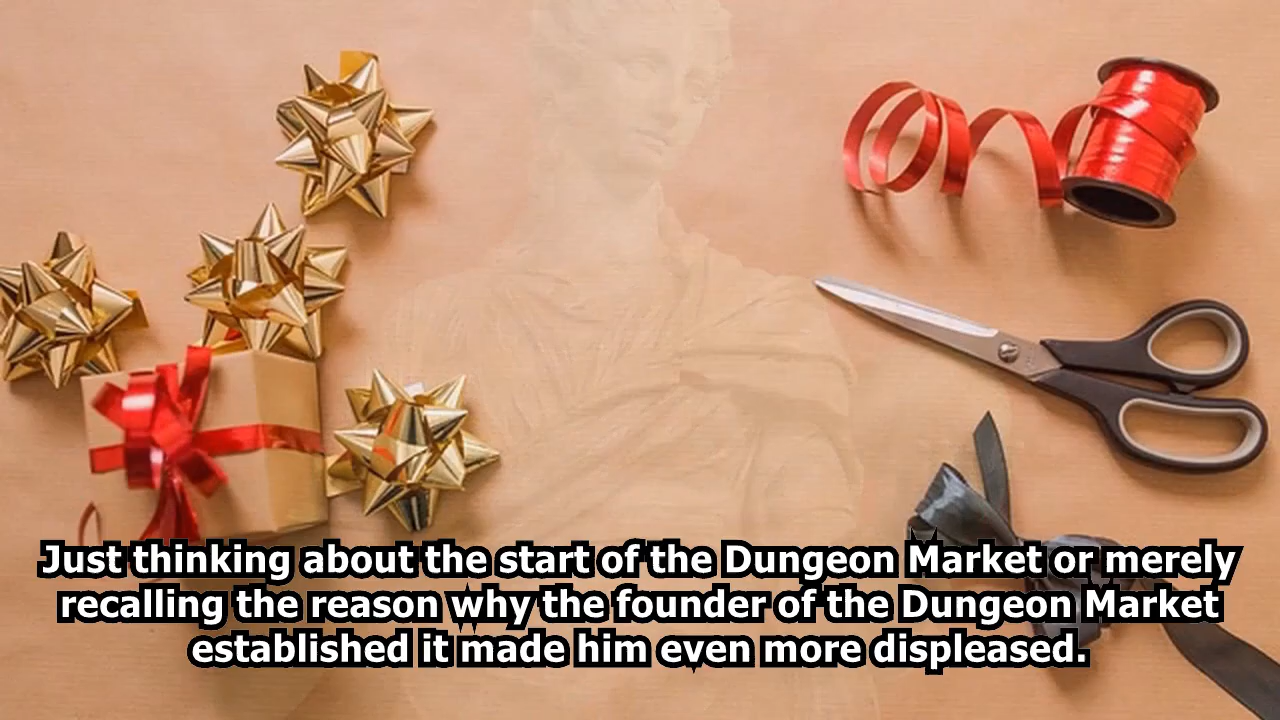 Just thinking about the start of the Dungeon Market or merely
recalling the reason why the founder of the Dungeon Market
established it made him even more displeased.